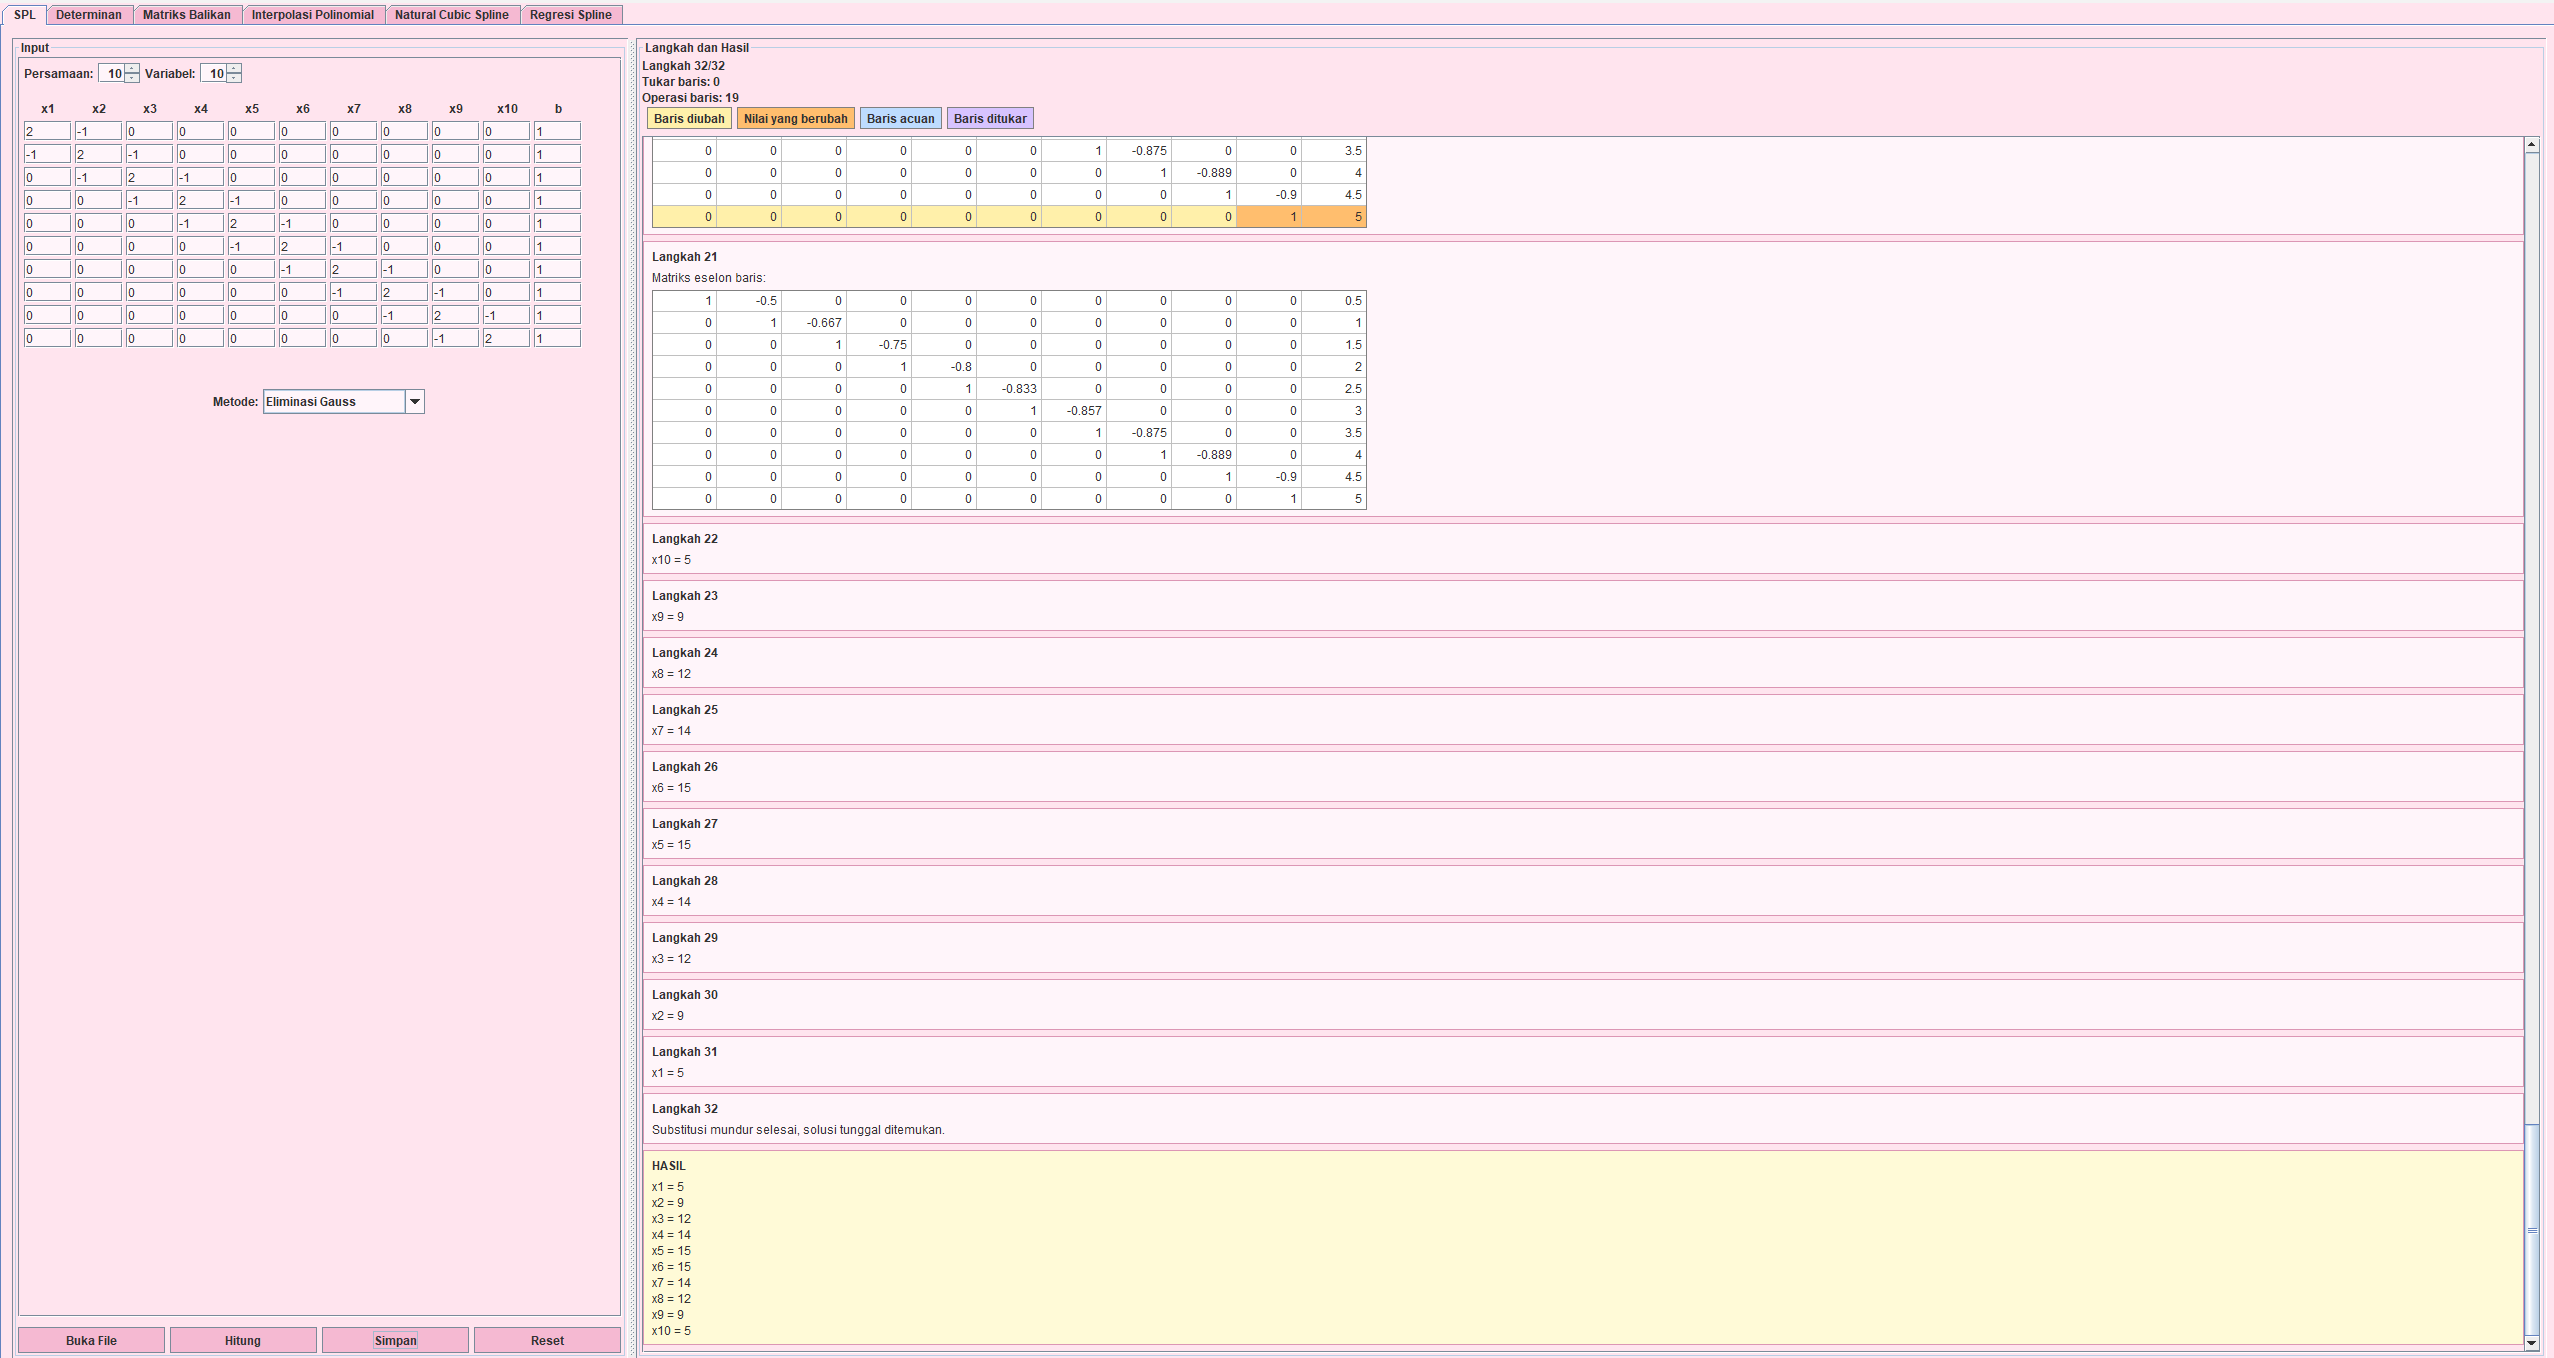 SPL Determinan Matriks Balikan Interpolasi Polinomial Natural Cubic Spline Regresi Spline
Input
Persamaan: 10 Variabel: 10
x1 x2 x3 x4 x5 x6 x7 x8 x9 x10 b
2 -1 0 0 0 0 0 0 0 0 1
-1 2 -1 0 0 0 0 0 0 0 1
0 -1 2 -1 0 0 0 0 0 0 1
0 0 -1 2 -1 0 0 0 0 0 1
0 0 0 -1 2 -1 0 0 0 0 1
0 0 0 0 -1 2 -1 0 0 0 1
0 0 0 0 0 -1 2 -1 0 0 1
0 0 0 0 0 0 -1 2 -1 0 1
0 0 0 0 0 0 0 -1 2 -1 1
0 0 0 0 0 0 0 0 -1 2 1
Metode: Eliminasi Gauss
Buka File Hitung Simpan Reset
Langkah dan Hasil
Langkah 32/32
Tukar baris: 0
Operasi baris: 19
Baris diubah Nilai yang berubah Baris acuan Baris ditukar
0 0 0 0 0 0 1 -0.875 0 0 3.5
0 0 0 0 0 0 0 1 -0.889 0 4
0 0 0 0 0 0 0 0 1 -0.9 4.5
0 0 0 0 0 0 0 0 0 1 5
Langkah 21
Matriks eselon baris:
1 -0.5 0 0 0 0 0 0 0 0 0.5
0 1 -0.667 0 0 0 0 0 0 0 1
0 0 1 -0.75 0 0 0 0 0 0 1.5
0 0 0 1 -0.8 0 0 0 0 0 2
0 0 0 0 1 -0.833 0 0 0 0 2.5
0 0 0 0 0 1 -0.857 0 0 0 3
0 0 0 0 0 0 1 -0.875 0 0 3.5
0 0 0 0 0 0 0 1 -0.889 0 4
0 0 0 0 0 0 0 0 1 -0.9 4.5
0 0 0 0 0 0 0 0 0 1 5
Langkah 22
x10 = 5
Langkah 23
x9 = 9
Langkah 24
x8 = 12
Langkah 25
x7 = 14
Langkah 26
x6 = 15
Langkah 27
x5 = 15
Langkah 28
x4 = 14
Langkah 29
x3 = 12
Langkah 30
x2 = 9
Langkah 31
x1 = 5
Langkah 32
Substitusi mundur selesai, solusi tunggal ditemukan.
HASIL
x1 = 5
x2 = 9
x3 = 12
x4 = 14
x5 = 15
x6 = 15
x7 = 14
x8 = 12
x9 = 9
x10 = 5